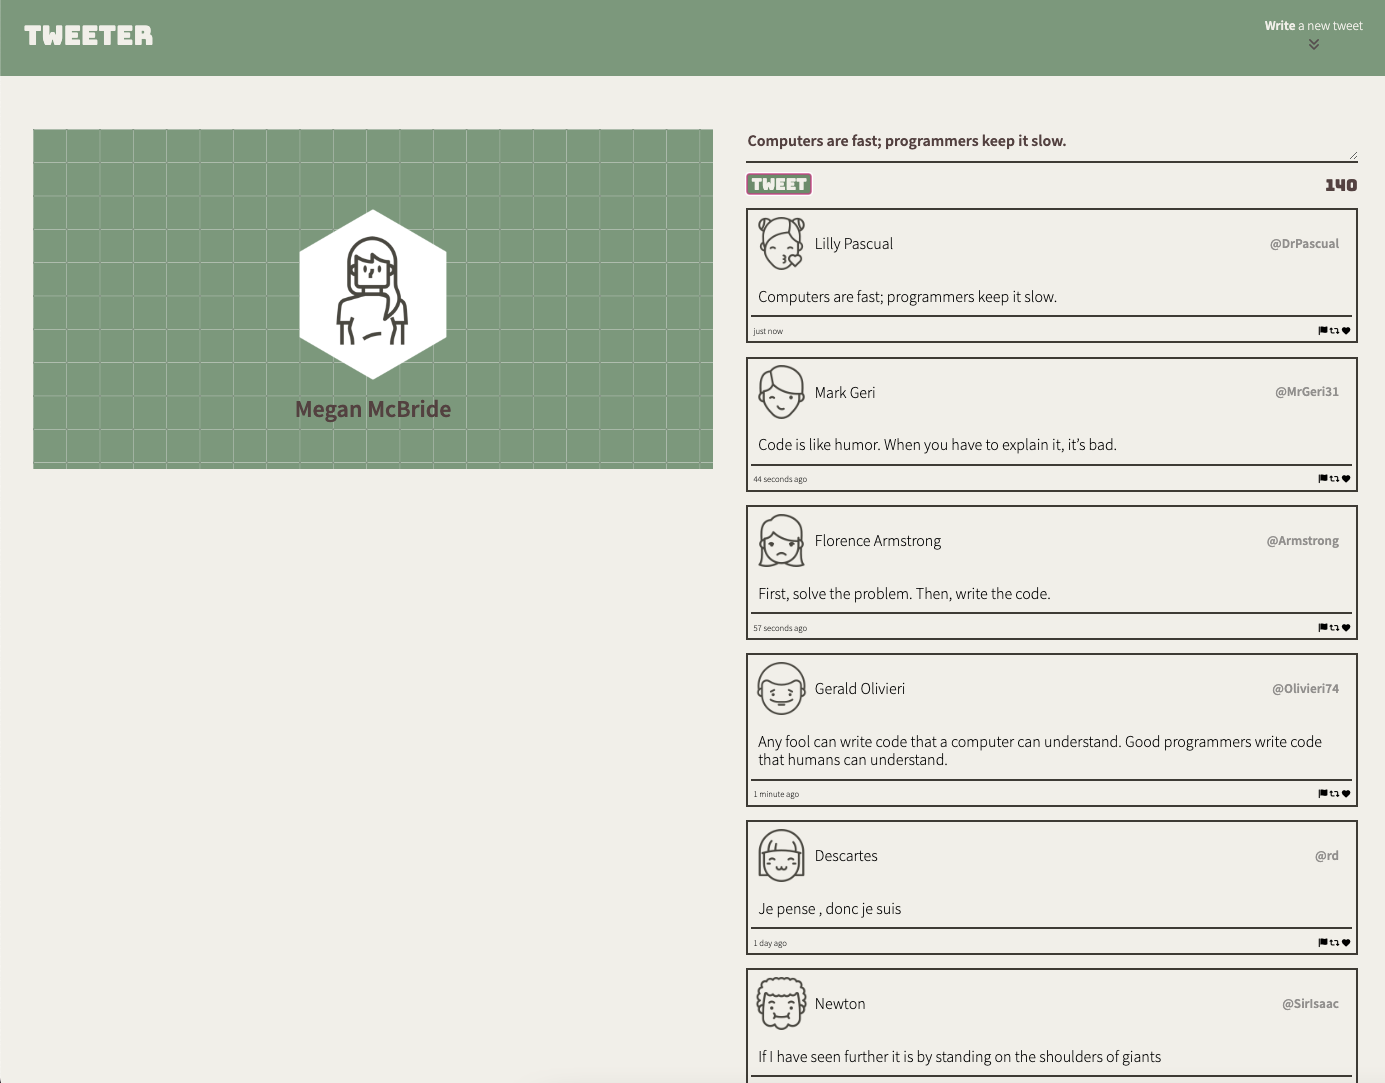 TWEETER
Write a new tweet
Megan McBride
Computers are fast; programmers keep it slow.
TWEET
140
Lilly Pascual
@DrPascual
Computers are fast; programmers keep it slow.
just now
Mark Geri
@MrGeri31
Code is like humor. When you have to explain it, it’s bad.
44 seconds ago
Florence Armstrong
@Armstrong
First, solve the problem. Then, write the code.
57 seconds ago
Gerald Olivieri
@Olivieri74
Any fool can write code that a computer can understand. Good programmers write code
that humans can understand.
1 minute ago
Descartes
@rd
Je pense , donc je suis
1 day ago
Newton
@SirIsaac
If I have seen further it is by standing on the shoulders of giants